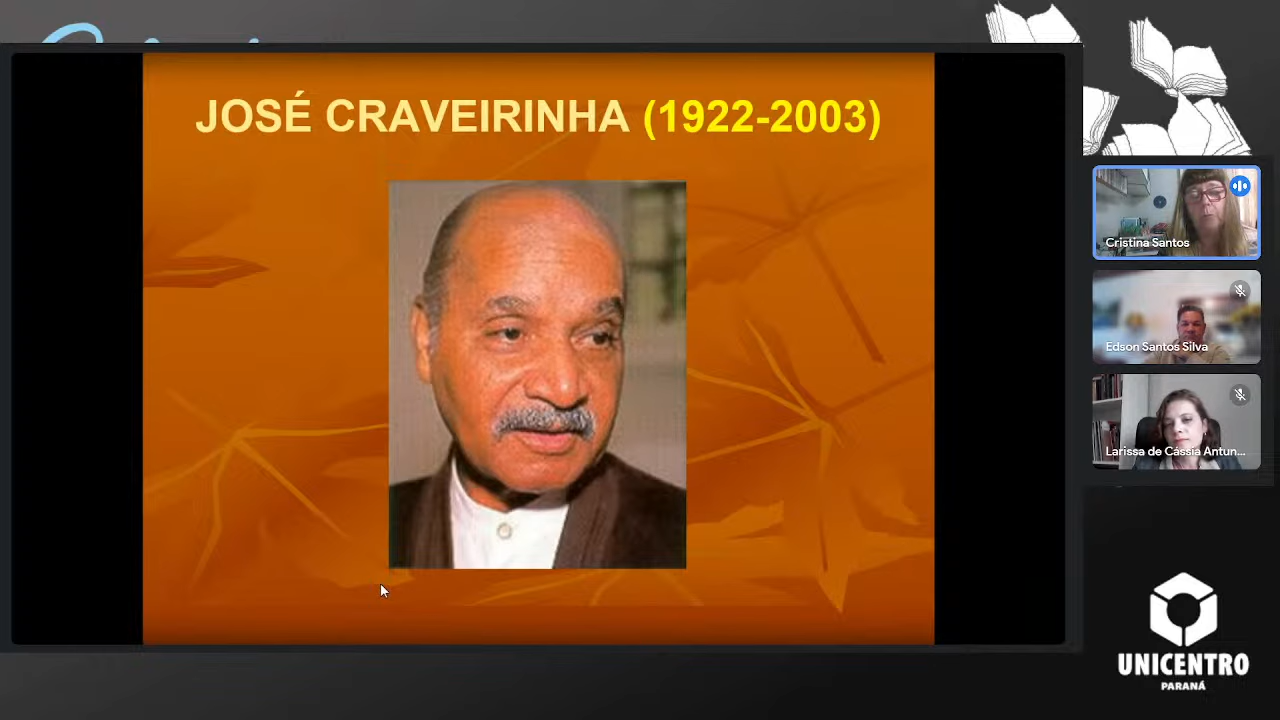 JOSÉ CRAVEIRINHA (1922-2003)
Cristina Santos
Edson Santos Silva
Larissa de Cássia Antun...
UNICENTRO
PARANÁ